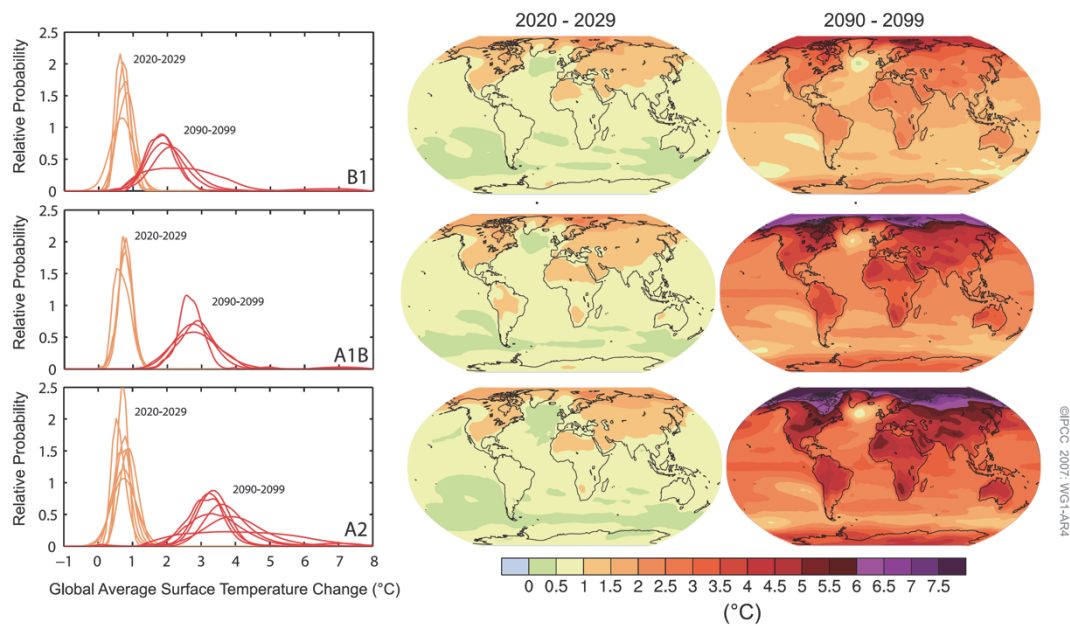 2020 - 2029
2090 - 2099
Relative Probability
2.5
2
1.5
1
0.5
0
2020-2029
2090-2099
B1
Relative Probability
2.5
2
1.5
1
0.5
0
2020-2029
2090-2099
A1B
Relative Probability
2.5
2
1.5
1
0.5
0
2020-2029
2090-2099
A2
−1 0 1 2 3 4 5 6 7 8
Global Average Surface Temperature Change (°C)
0 0.5 1 1.5 2 2.5 3 3.5 4 4.5 5 5.5 6 6.5 7 7.5
(°C)
©IPCC 2007: WG1-AR4